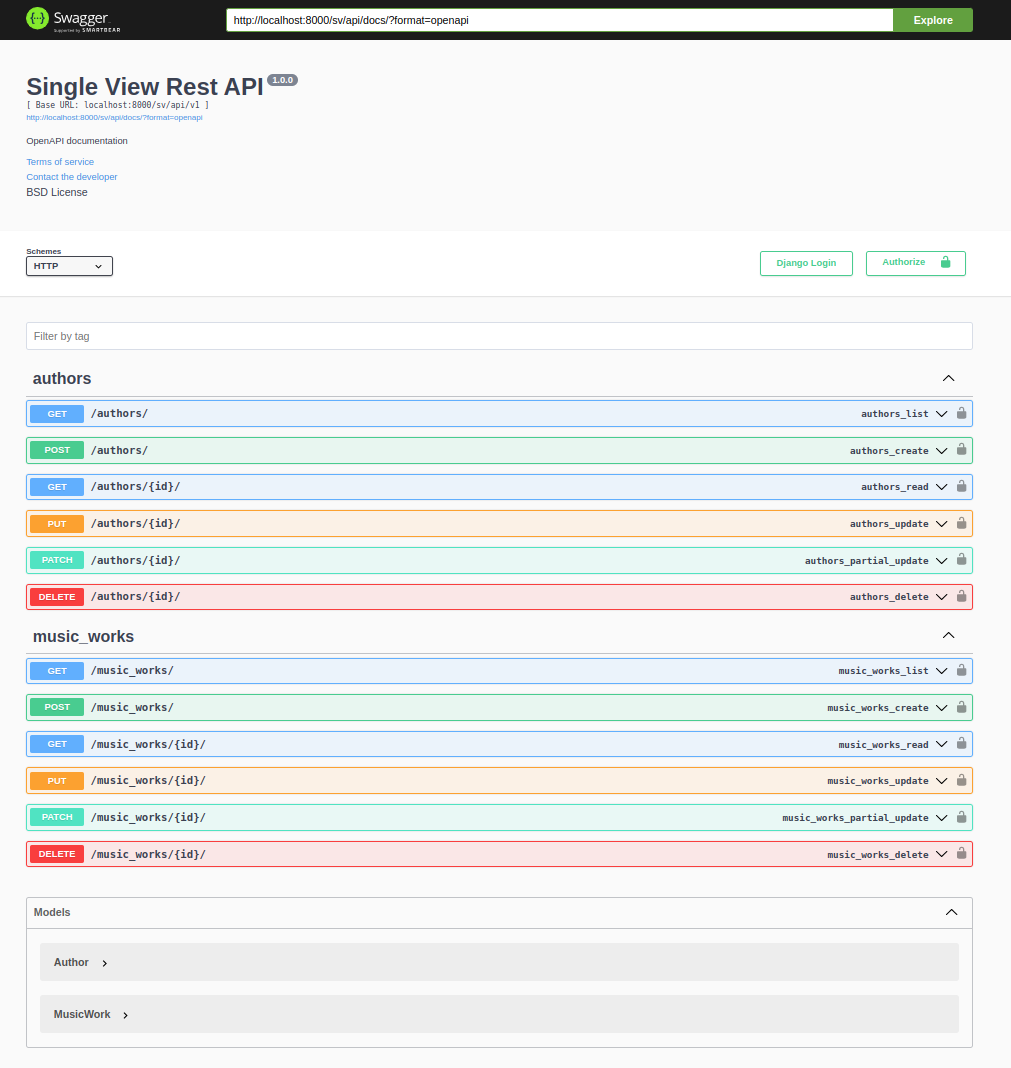 Swagger
Supported by SMARTBEAR
http://localhost:8000/sv/api/docs/?format=openapi
Explore
Single View Rest API 1.0.0
[ Base URL: localhost:8000/sv/api/v1 ]
http://localhost:8000/sv/api/docs/?format=openapi
OpenAPI documentation
Terms of service
Contact the developer
BSD License
Schemes
HTTP
Django Login
Authorize
Filter by tag
authors
GET /authors/ authors_list
POST /authors/ authors_create
GET /authors/{id}/ authors_read
PUT /authors/{id}/ authors_update
PATCH /authors/{id}/ authors_partial_update
DELETE /authors/{id}/ authors_delete
music_works
GET /music_works/ music_works_list
POST /music_works/ music_works_create
GET /music_works/{id}/ music_works_read
PUT /music_works/{id}/ music_works_update
PATCH /music_works/{id}/ music_works_partial_update
DELETE /music_works/{id}/ music_works_delete
Models
Author
MusicWork